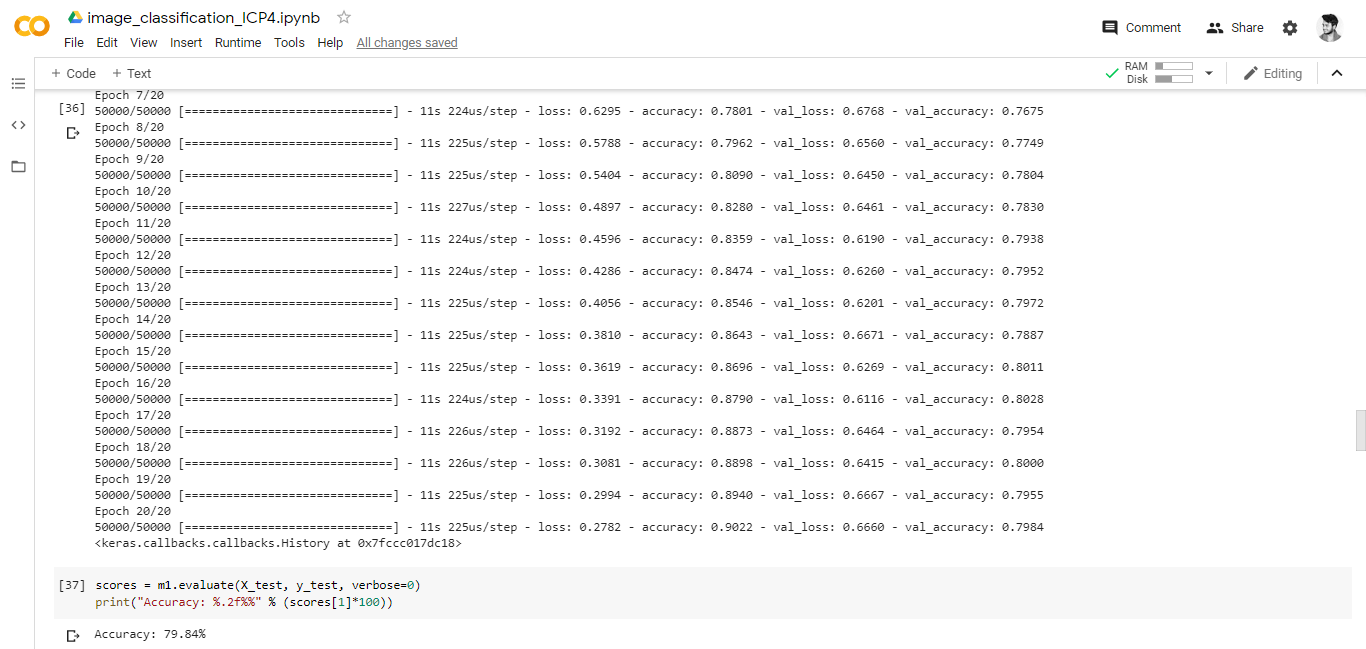 image_classification_ICP4.ipynb
File Edit View Insert Runtime Tools Help All changes saved
Comment Share
+ Code + Text
RAM
Disk
Editing
Epoch 7/20
[36] 50000/50000 [==============================] - 11s 224us/step - loss: 0.6295 - accuracy: 0.7801 - val_loss: 0.6768 - val_accuracy: 0.7675
Epoch 8/20
50000/50000 [==============================] - 11s 225us/step - loss: 0.5788 - accuracy: 0.7962 - val_loss: 0.6560 - val_accuracy: 0.7749
Epoch 9/20
50000/50000 [==============================] - 11s 225us/step - loss: 0.5404 - accuracy: 0.8090 - val_loss: 0.6450 - val_accuracy: 0.7804
Epoch 10/20
50000/50000 [==============================] - 11s 227us/step - loss: 0.4897 - accuracy: 0.8280 - val_loss: 0.6461 - val_accuracy: 0.7830
Epoch 11/20
50000/50000 [==============================] - 11s 224us/step - loss: 0.4596 - accuracy: 0.8359 - val_loss: 0.6190 - val_accuracy: 0.7938
Epoch 12/20
50000/50000 [==============================] - 11s 224us/step - loss: 0.4286 - accuracy: 0.8474 - val_loss: 0.6260 - val_accuracy: 0.7952
Epoch 13/20
50000/50000 [==============================] - 11s 225us/step - loss: 0.4056 - accuracy: 0.8546 - val_loss: 0.6201 - val_accuracy: 0.7972
Epoch 14/20
50000/50000 [==============================] - 11s 225us/step - loss: 0.3810 - accuracy: 0.8643 - val_loss: 0.6671 - val_accuracy: 0.7887
Epoch 15/20
50000/50000 [==============================] - 11s 225us/step - loss: 0.3619 - accuracy: 0.8696 - val_loss: 0.6269 - val_accuracy: 0.8011
Epoch 16/20
50000/50000 [==============================] - 11s 224us/step - loss: 0.3391 - accuracy: 0.8790 - val_loss: 0.6116 - val_accuracy: 0.8028
Epoch 17/20
50000/50000 [==============================] - 11s 226us/step - loss: 0.3192 - accuracy: 0.8873 - val_loss: 0.6464 - val_accuracy: 0.7954
Epoch 18/20
50000/50000 [==============================] - 11s 226us/step - loss: 0.3081 - accuracy: 0.8898 - val_loss: 0.6415 - val_accuracy: 0.8000
Epoch 19/20
50000/50000 [==============================] - 11s 225us/step - loss: 0.2994 - accuracy: 0.8940 - val_loss: 0.6667 - val_accuracy: 0.7955
Epoch 20/20
50000/50000 [==============================] - 11s 225us/step - loss: 0.2782 - accuracy: 0.9022 - val_loss: 0.6660 - val_accuracy: 0.7984
<keras.callbacks.callbacks.History at 0x7fccc017dc18>
[37] scores = m1.evaluate(X_test, y_test, verbose=0)
print("Accuracy: %.2f%%" % (scores[1]*100))
Accuracy: 79.84%